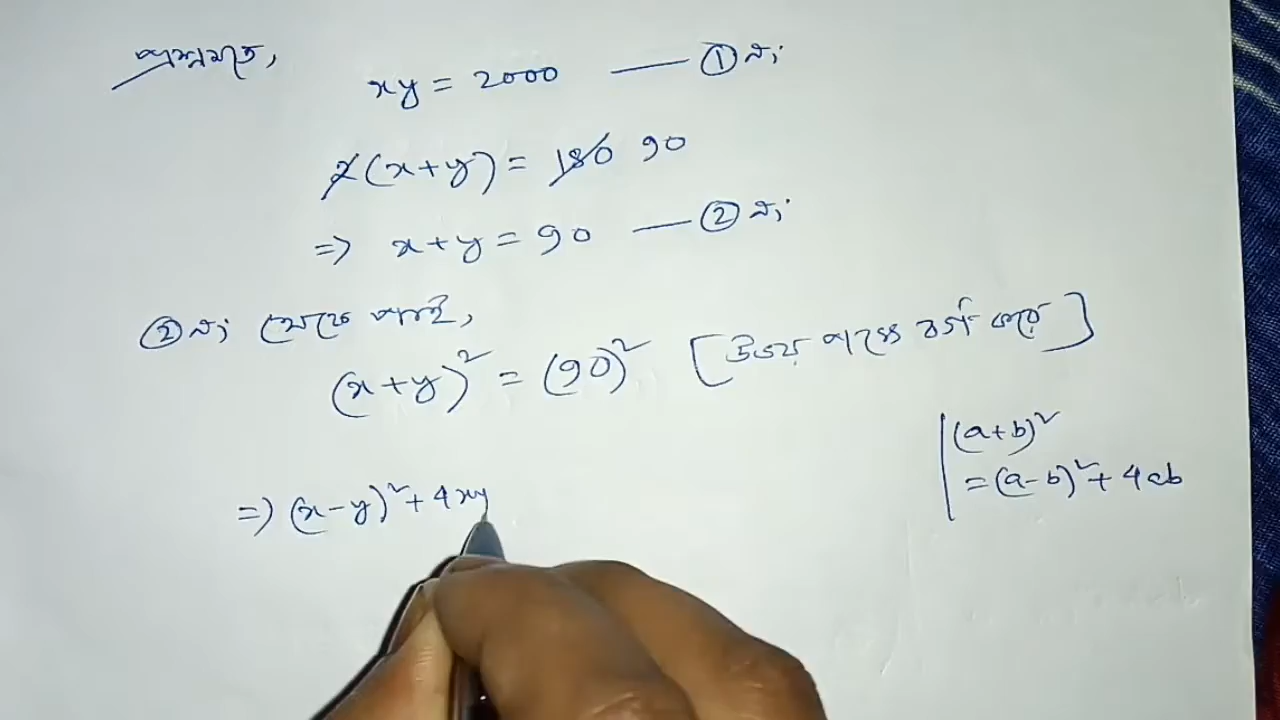 প্রশ্নমতে,
xy = 2000 —— ① নং
2(x+y) = 180 90
=> x+y = 90 —— ② নং
② নং থেকে পাই,
(x+y)² = (90)² [উভয় পক্ষে বর্গ করে]
(a+b)²
= (a-b)² + 4ab
=> (x-y)² + 4xy